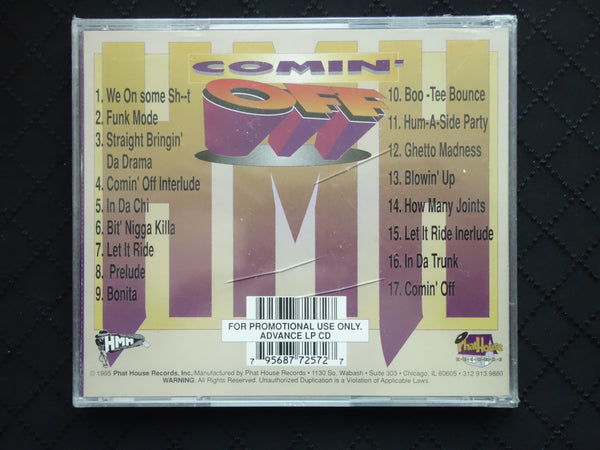 COMIN'
OFF
1. We On some Sh--t
2. Funk Mode
3. Straight Bringin'
Da Drama
4. Comin' Off Interlude
5. In Da Chi
6. Bit' Nigga Killa
7. Let It Ride
8. Prelude
9. Bonita
10. Boo -Tee Bounce
11. Hum-A-Side Party
12. Ghetto Madness
13. Blowin' Up
14. How Many Joints
15. Let It Ride Inerlude
16. In Da Trunk
17. Comin' Off
FOR PROMOTIONAL USE ONLY.
ADVANCE LP CD
7 95687 72572 7
HMH
Phat House
RECORDS
© 1995 Phat House Records, Inc./Manufactured by Phat House Records • 1130 So. Wabash • Suite 303 • Chicago, IL 60605 • 312 913.9880
WARNING: All Rights Reserved. Unauthorized Duplication is a Violation of Applicable Laws.